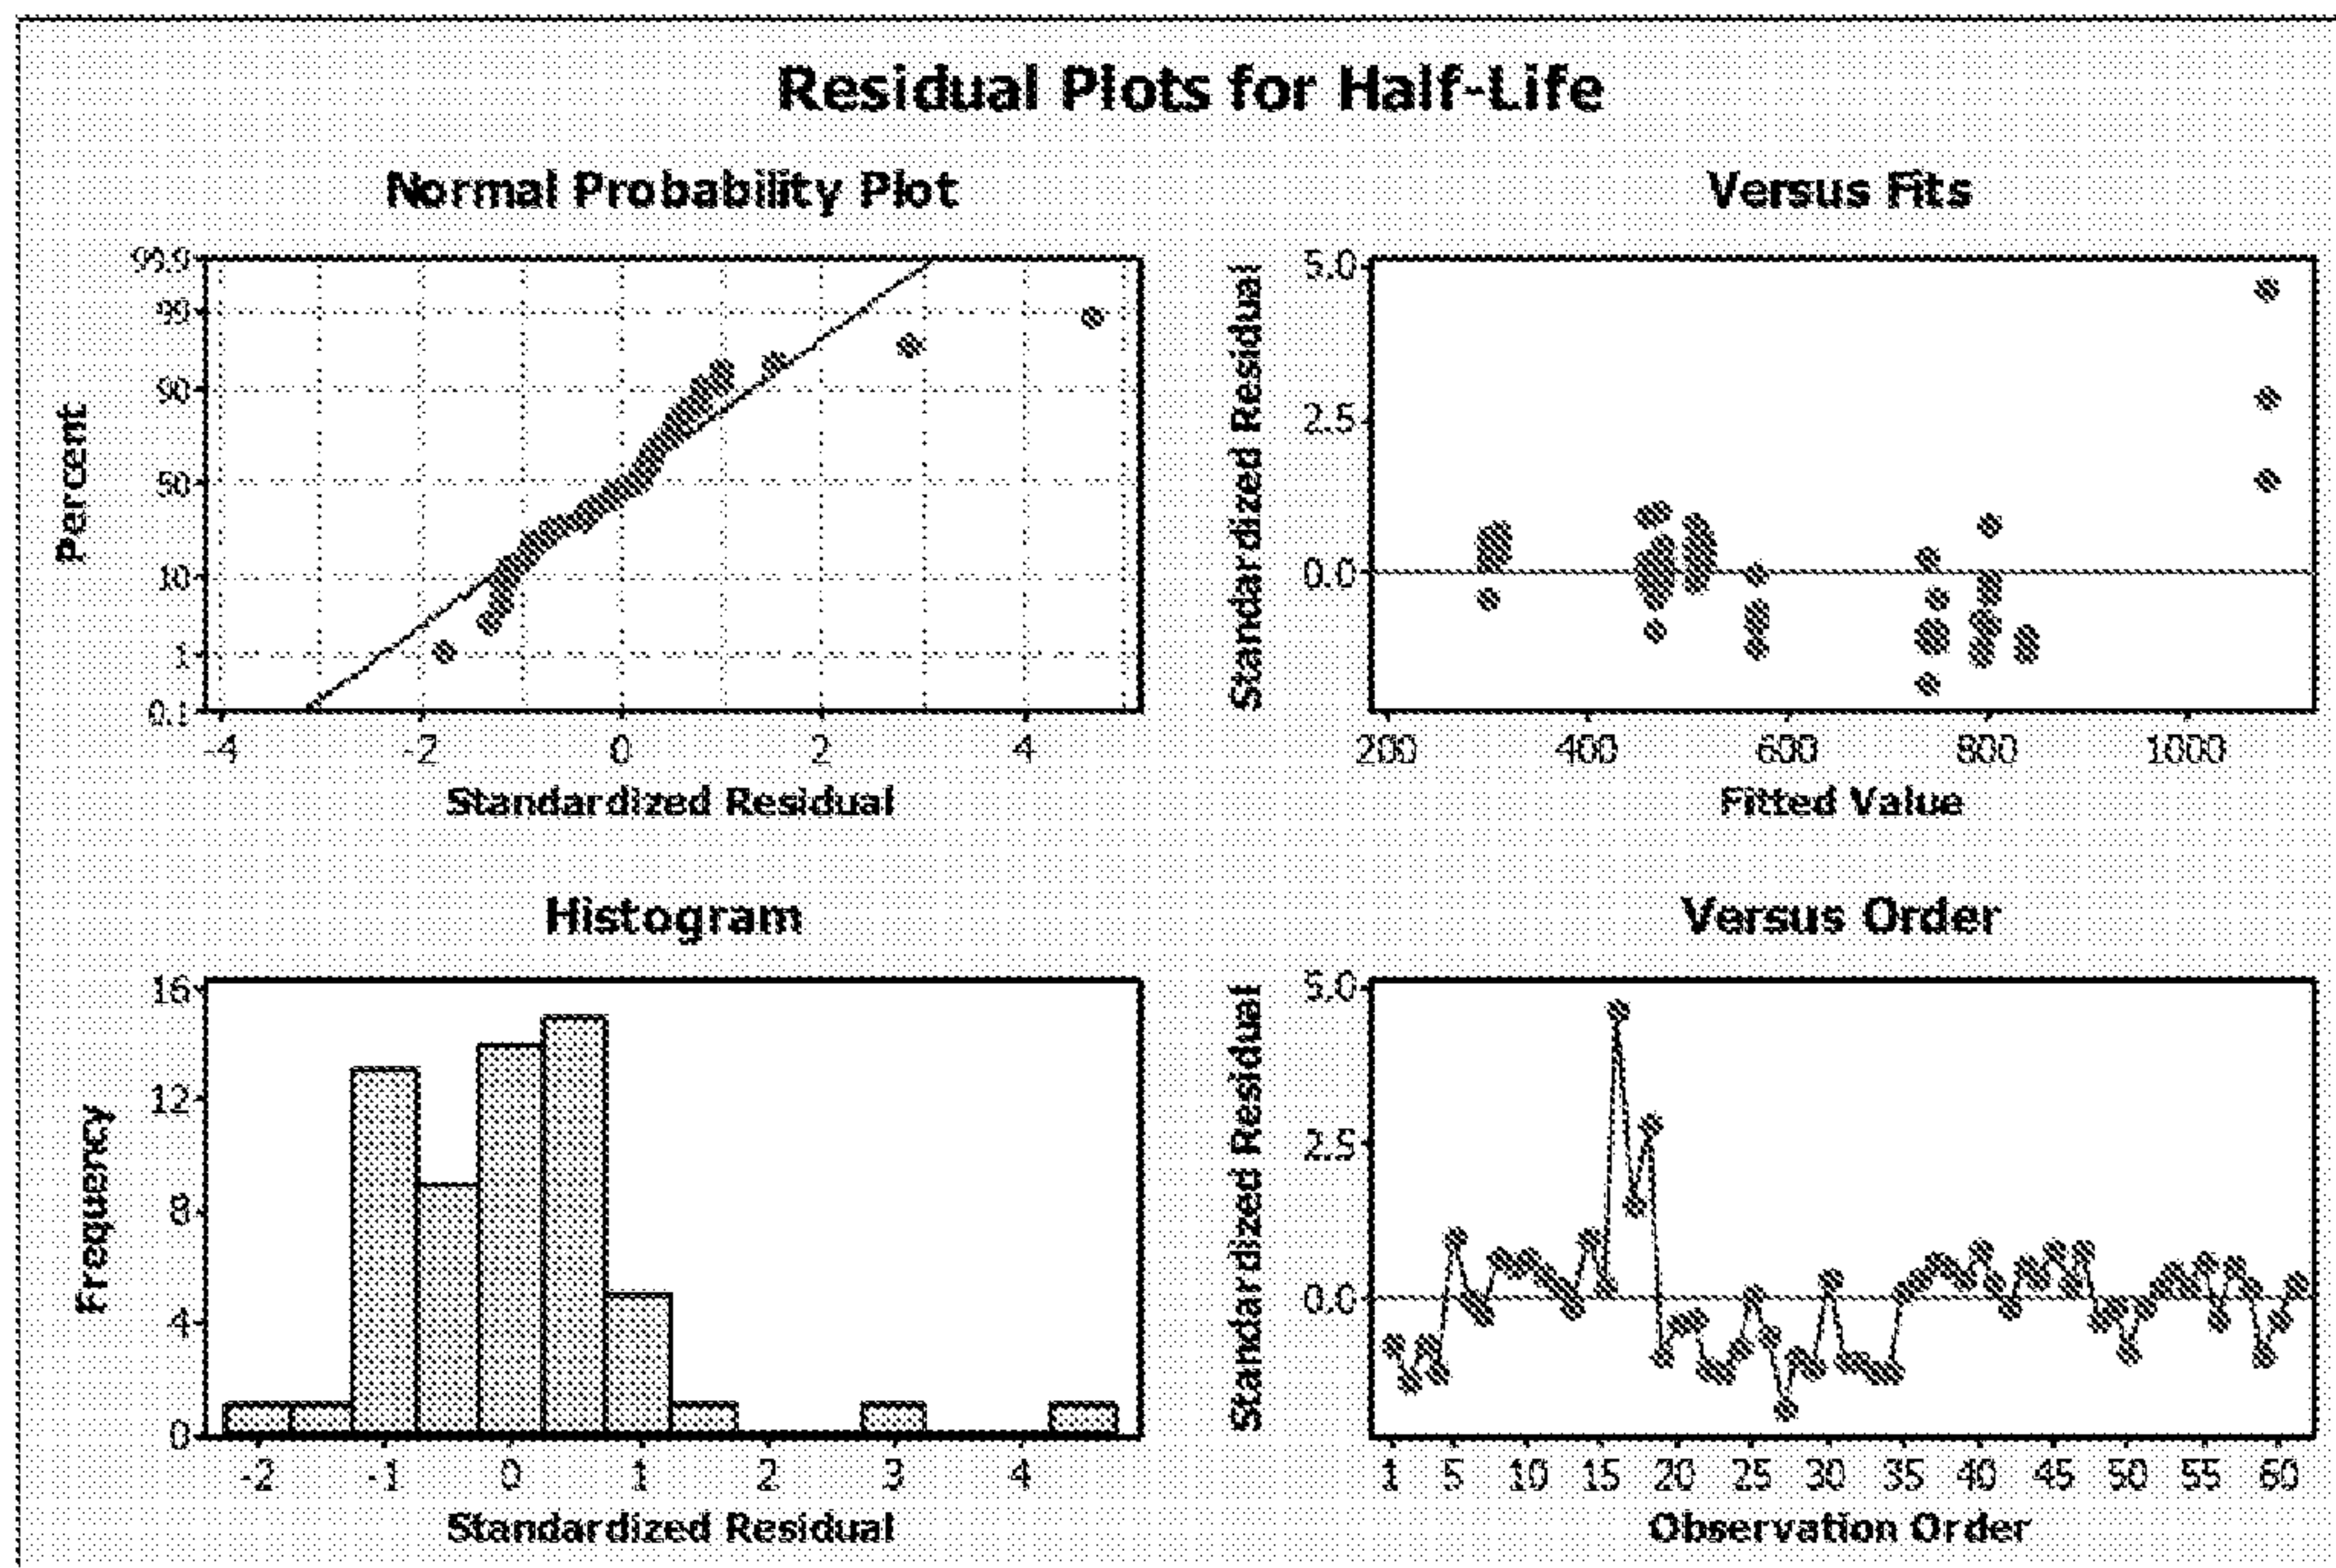 Residual Plots for Half-Life
Normal Probability Plot
99.9
99
90
50
10
1
0.1
Percent
-4 -2 0 2 4
Standardized Residual
Versus Fits
5.0
2.5
0.0
Standardized Residual
200 400 600 800 1000
Fitted Value
Histogram
16
12
8
4
0
Frequency
-2 -1 0 1 2 3 4
Standardized Residual
Versus Order
5.0
2.5
0.0
Standardized Residual
1 5 10 15 20 25 30 35 40 45 50 55 60
Observation Order